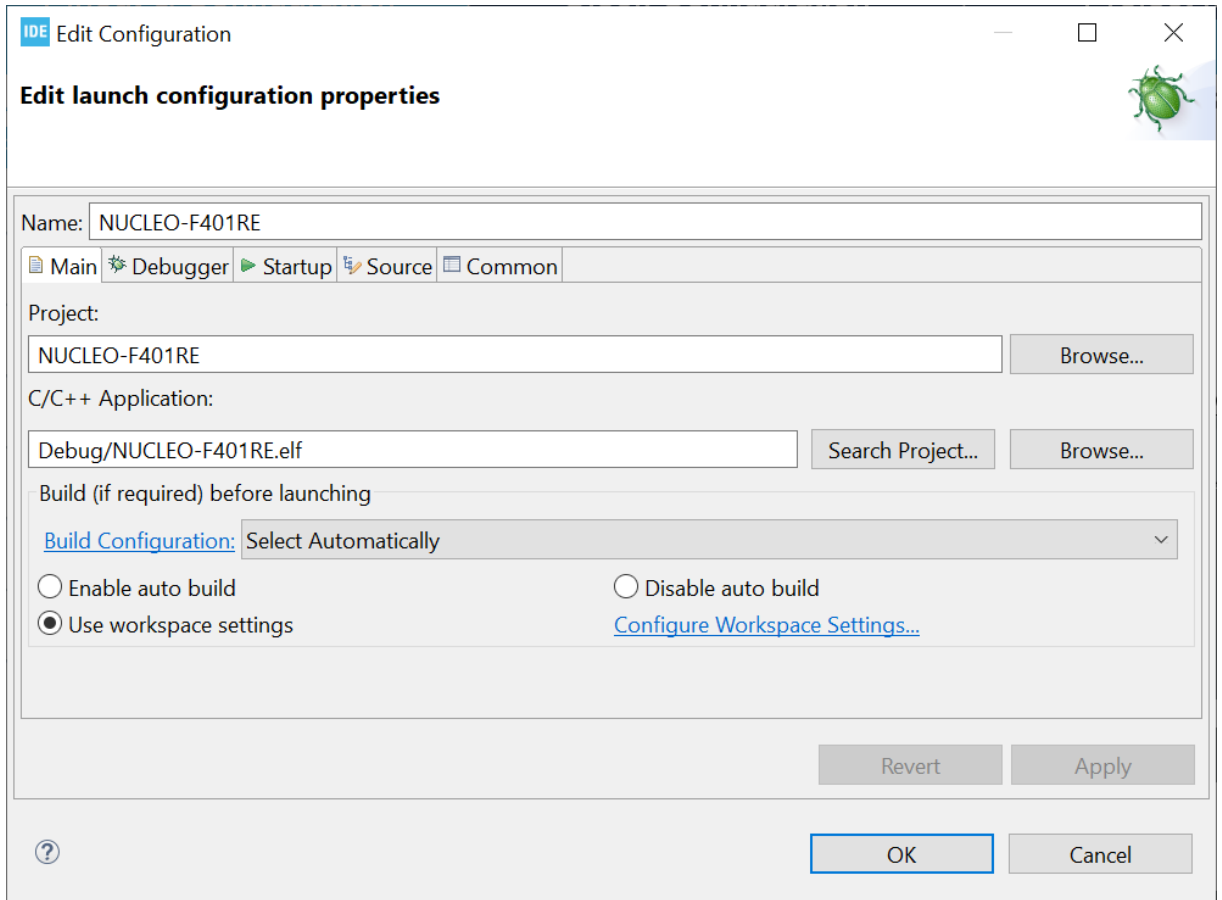 IDE Edit Configuration
Edit launch configuration properties
Name: NUCLEO-F401RE
Main Debugger Startup Source Common
Project:
NUCLEO-F401RE Browse...
C/C++ Application:
Debug/NUCLEO-F401RE.elf Search Project... Browse...
Build (if required) before launching
Build Configuration: Select Automatically
Enable auto build Disable auto build
Use workspace settings Configure Workspace Settings...
Revert Apply
? OK Cancel